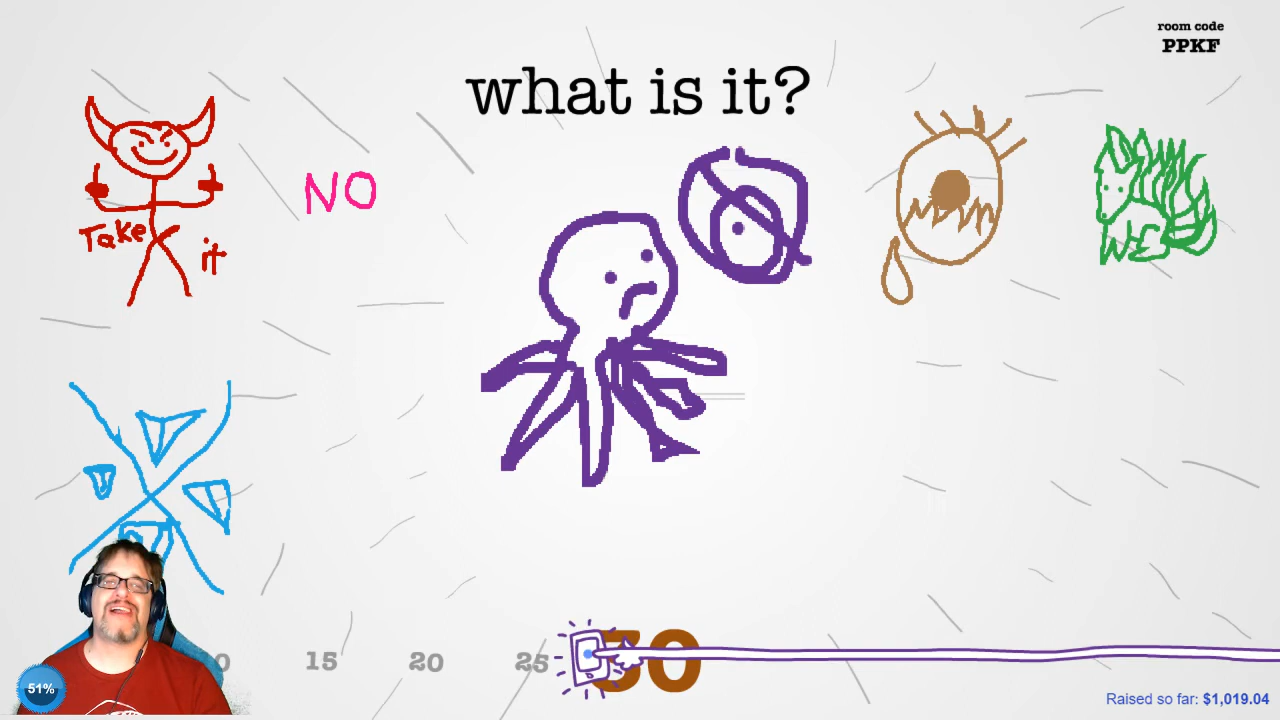 room code
PPKF
what is it?
NO
Take it
15
20
25
30
51%
Raised so far: $1,019.04